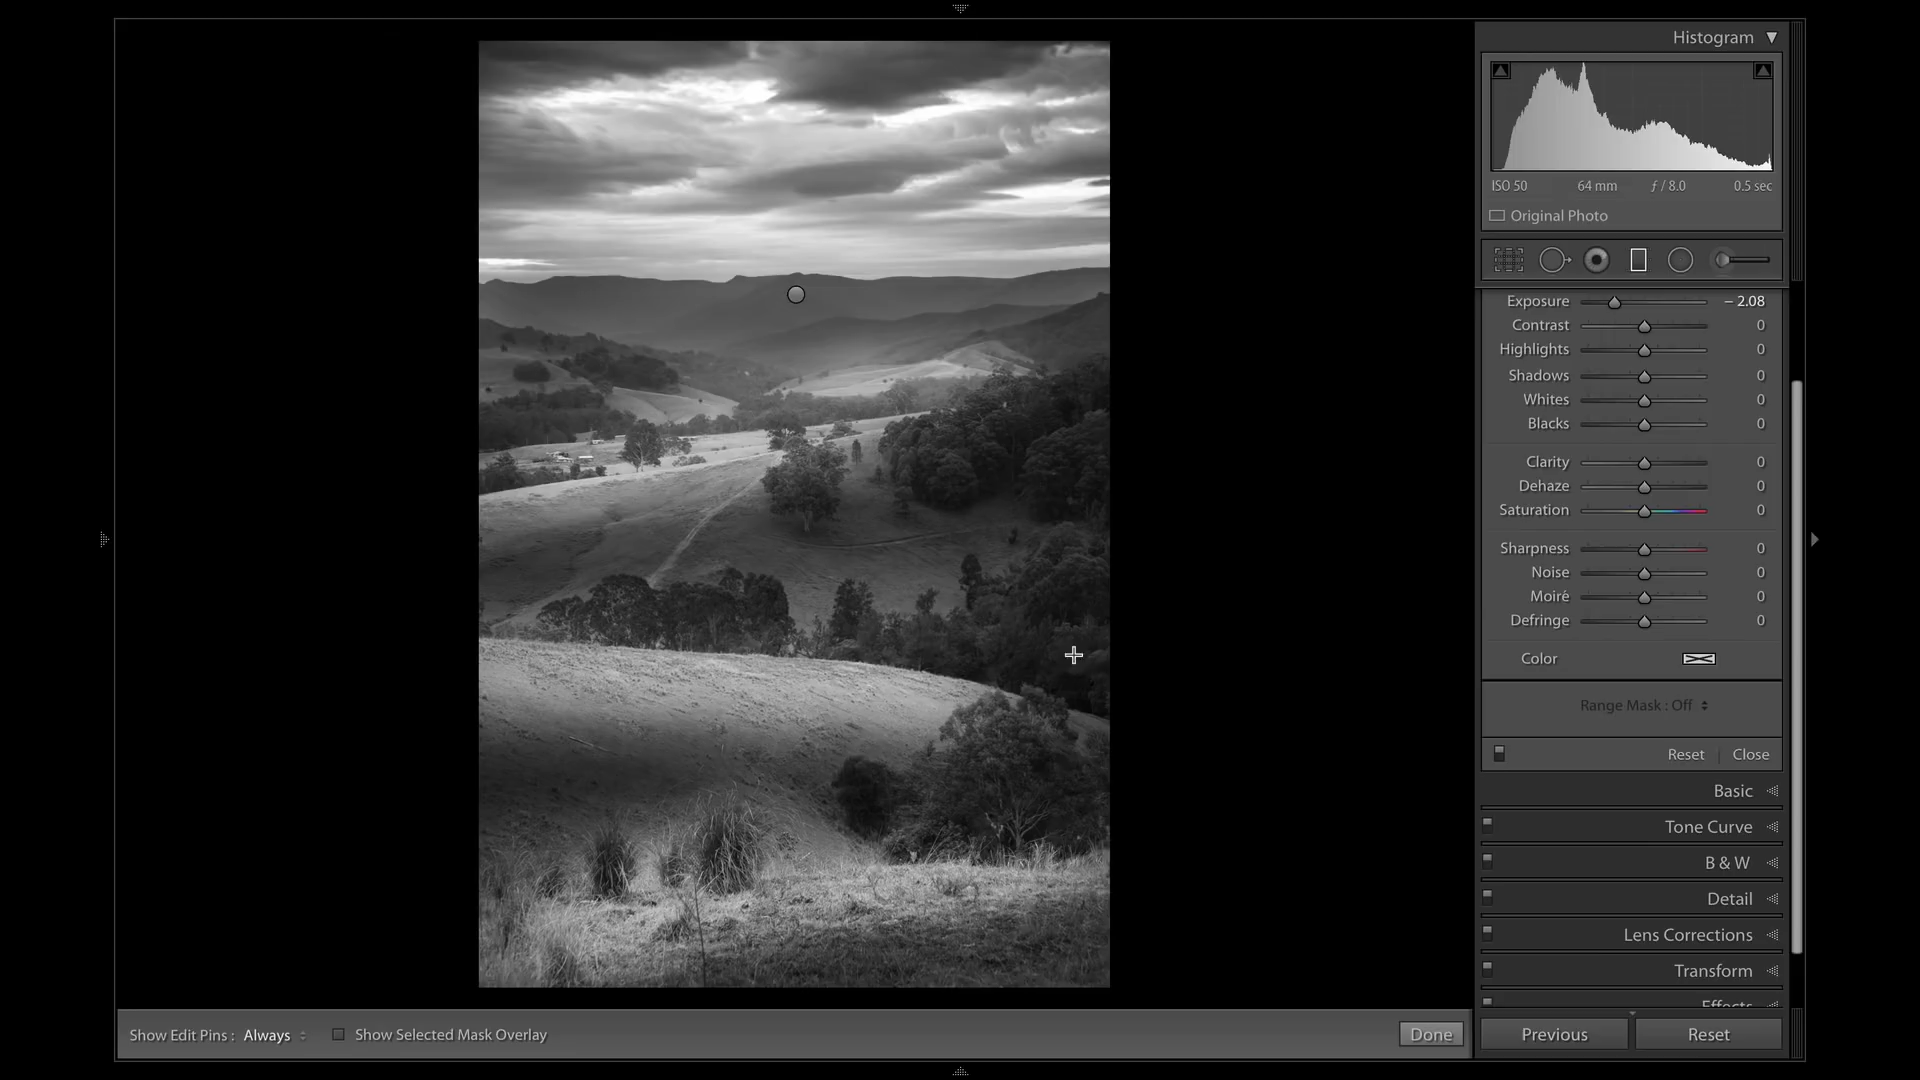 Histogram
ISO 50 64 mm ƒ / 8.0 0.5 sec
Original Photo
Exposure – 2.08
Contrast 0
Highlights 0
Shadows 0
Whites 0
Blacks 0
Clarity 0
Dehaze 0
Saturation 0
Sharpness 0
Noise 0
Moiré 0
Defringe 0
Color
Range Mask : Off
Reset Close
Basic
Tone Curve
B & W
Detail
Lens Corrections
Transform
Effects
Show Edit Pins : Always Show Selected Mask Overlay Done Previous Reset